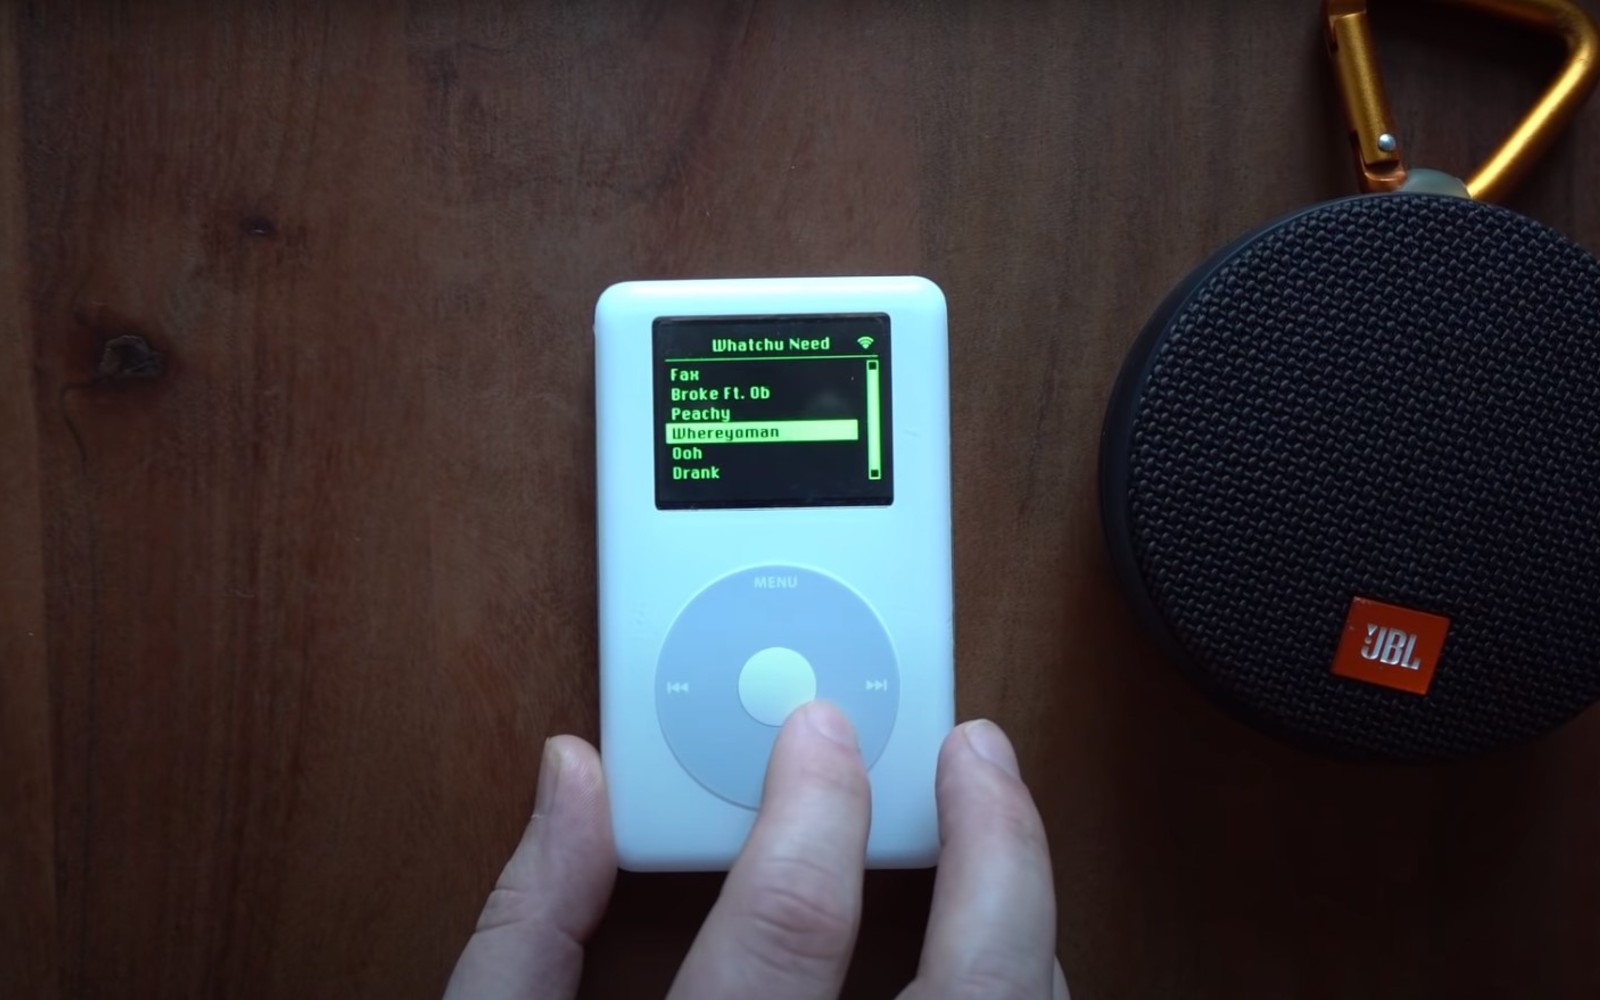 Whatchu Need
Fax
Broke Ft. Ob
Peachy
Whereyoman
Ooh
Drank
MENU
JBL